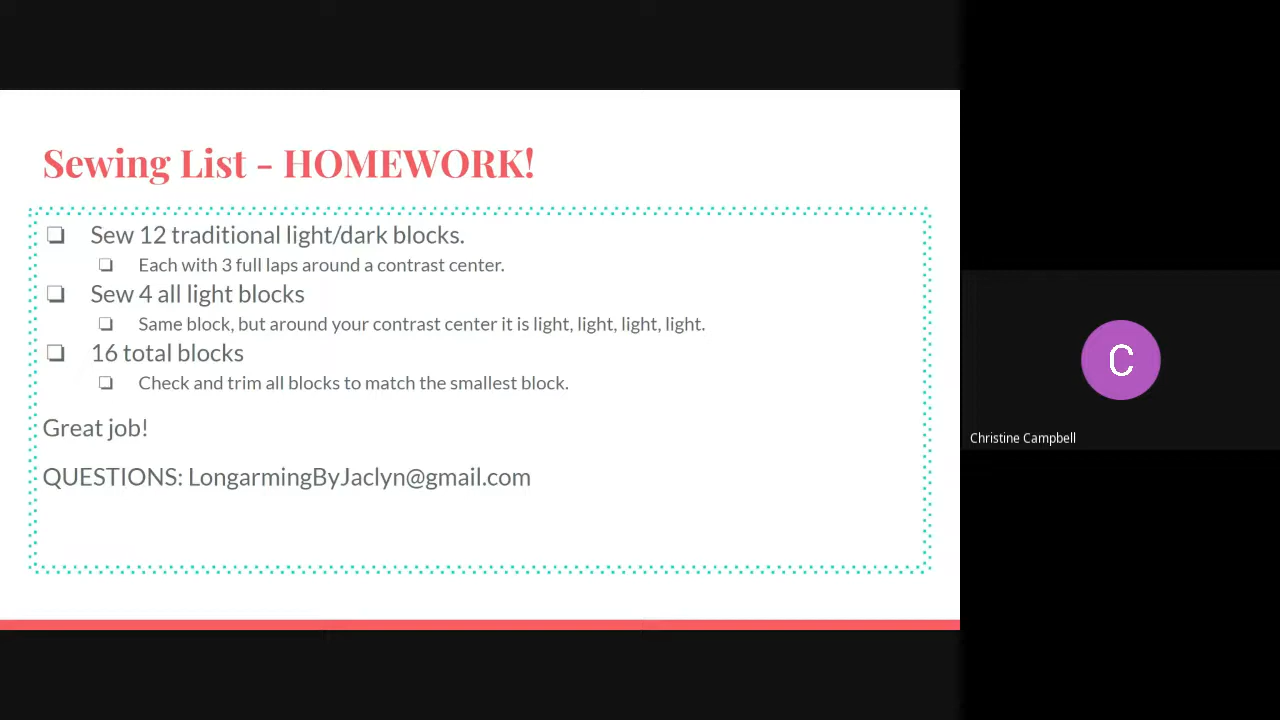 Sewing List - HOMEWORK!
❏ Sew 12 traditional light/dark blocks.
❏ Each with 3 full laps around a contrast center.
❏ Sew 4 all light blocks
❏ Same block, but around your contrast center it is light, light, light, light.
❏ 16 total blocks
❏ Check and trim all blocks to match the smallest block.
Great job!
QUESTIONS: LongarmingByJaclyn@gmail.com
C
Christine Campbell